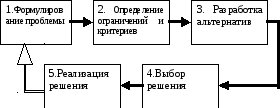 1.Формулиров
ание проблемы
2. Определение
ограничений и
критериев
3. Разработка
альтернатив
5.Реализация
решения
4.Выбор
решения